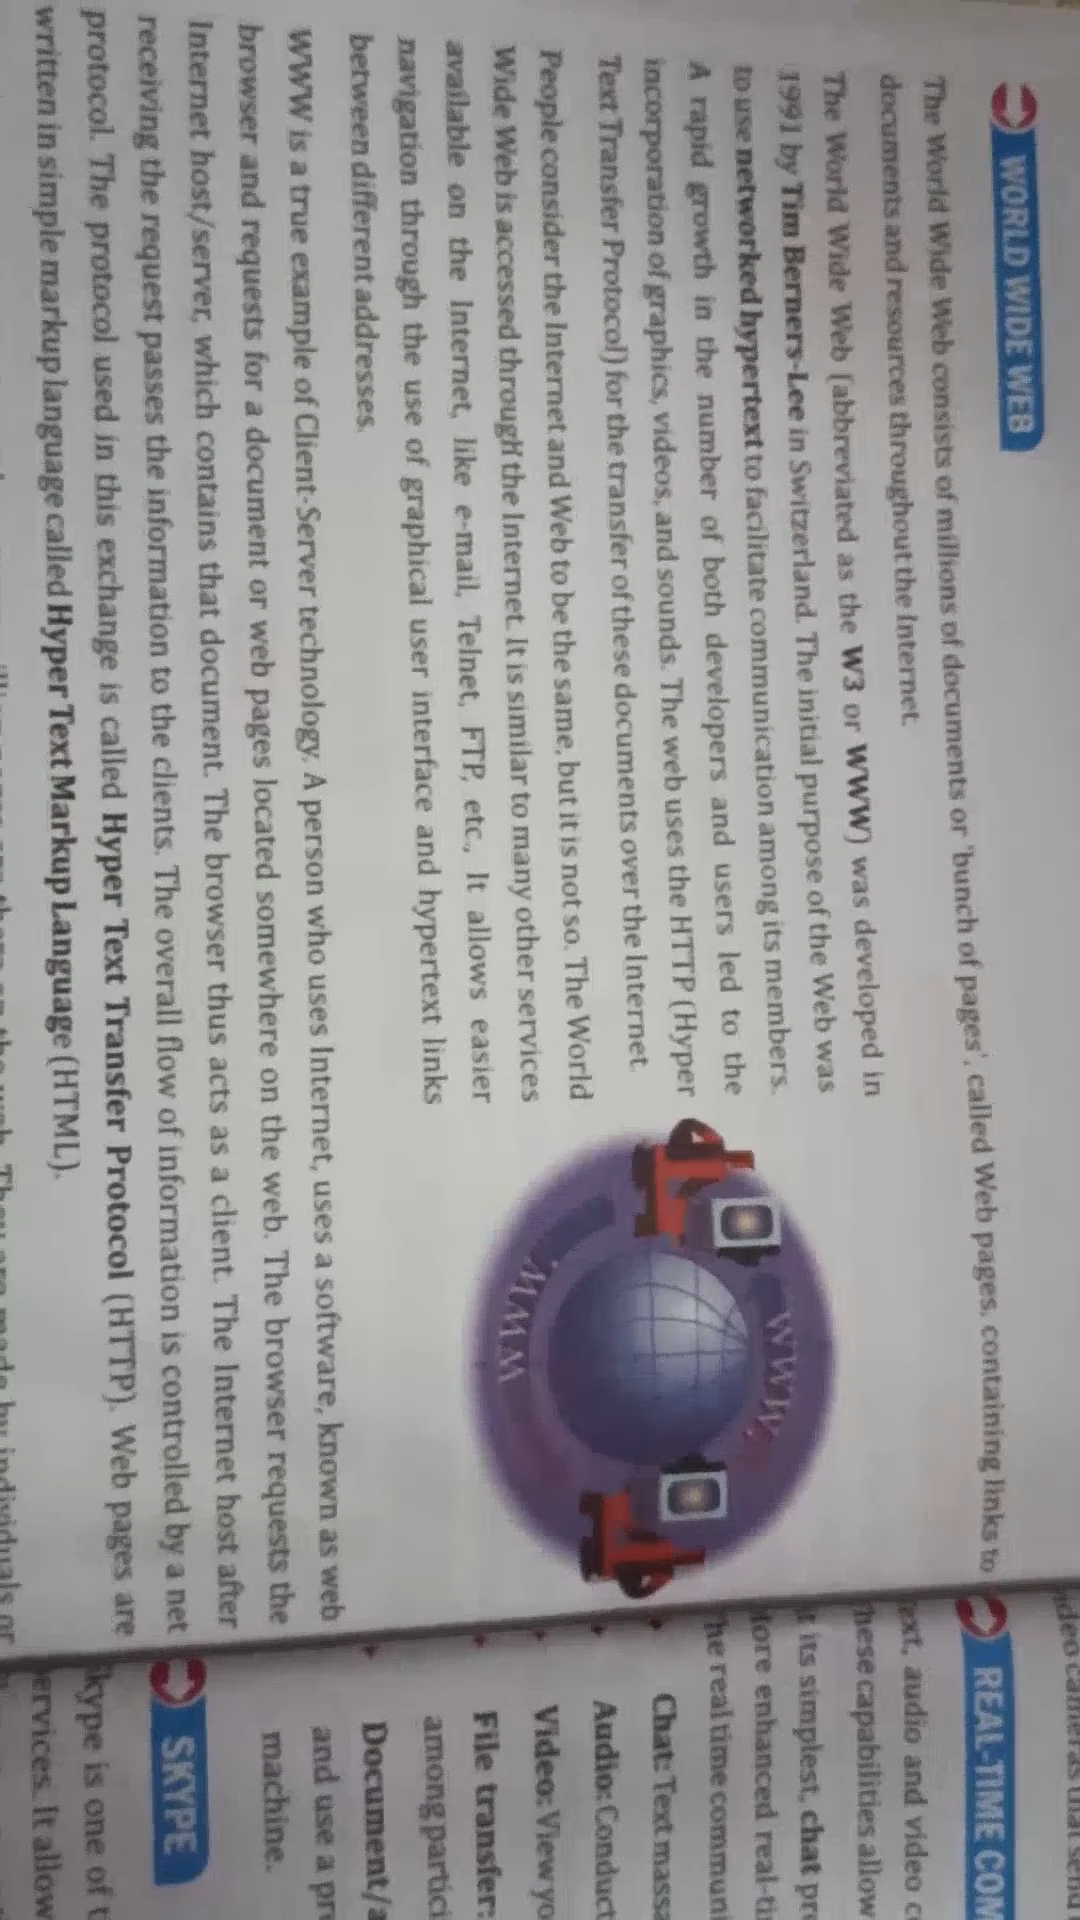 WORLD WIDE WEB
The World Wide Web consists of millions of documents or 'bunch of pages', called Web pages, containing links to
documents and resources throughout the Internet.
The World Wide Web (abbreviated as the W3 or WWW) was developed in
1991 by Tim Berners-Lee in Switzerland. The initial purpose of the Web was
to use networked hypertext to facilitate communication among its members.
A rapid growth in the number of both developers and users led to the
incorporation of graphics, videos, and sounds. The web uses the HTTP (Hyper
Text Transfer Protocol) for the transfer of these documents over the Internet.
People consider the Internet and Web to be the same, but it is not so. The World
Wide Web is accessed through the Internet. It is similar to many other services
available on the Internet, like e-mail, Telnet, FTP, etc., It allows easier
navigation through the use of graphical user interface and hypertext links
between different addresses.
WWW
WWW
WWW is a true example of Client-Server technology. A person who uses Internet, uses a software, known as web
browser and requests for a document or web pages located somewhere on the web. The browser requests the
Internet host/server, which contains that document. The browser thus acts as a client. The Internet host after
receiving the request passes the information to the clients. The overall flow of information is controlled by a net
protocol. The protocol used in this exchange is called Hyper Text Transfer Protocol (HTTP). Web pages are
written in simple markup language called Hyper Text Markup Language (HTML).
made by individuals or
REAL-TIME COM
ext, audio and video
hese capabilities allow
t its simplest, chat
ore enhanced real-ti
he real time communi
Chat: Text
Audio: Conduct
Video: View yo
File transfer:
among partici
Document/
and use a
machine.
SKYPE
kype is one of
ervices. It allow